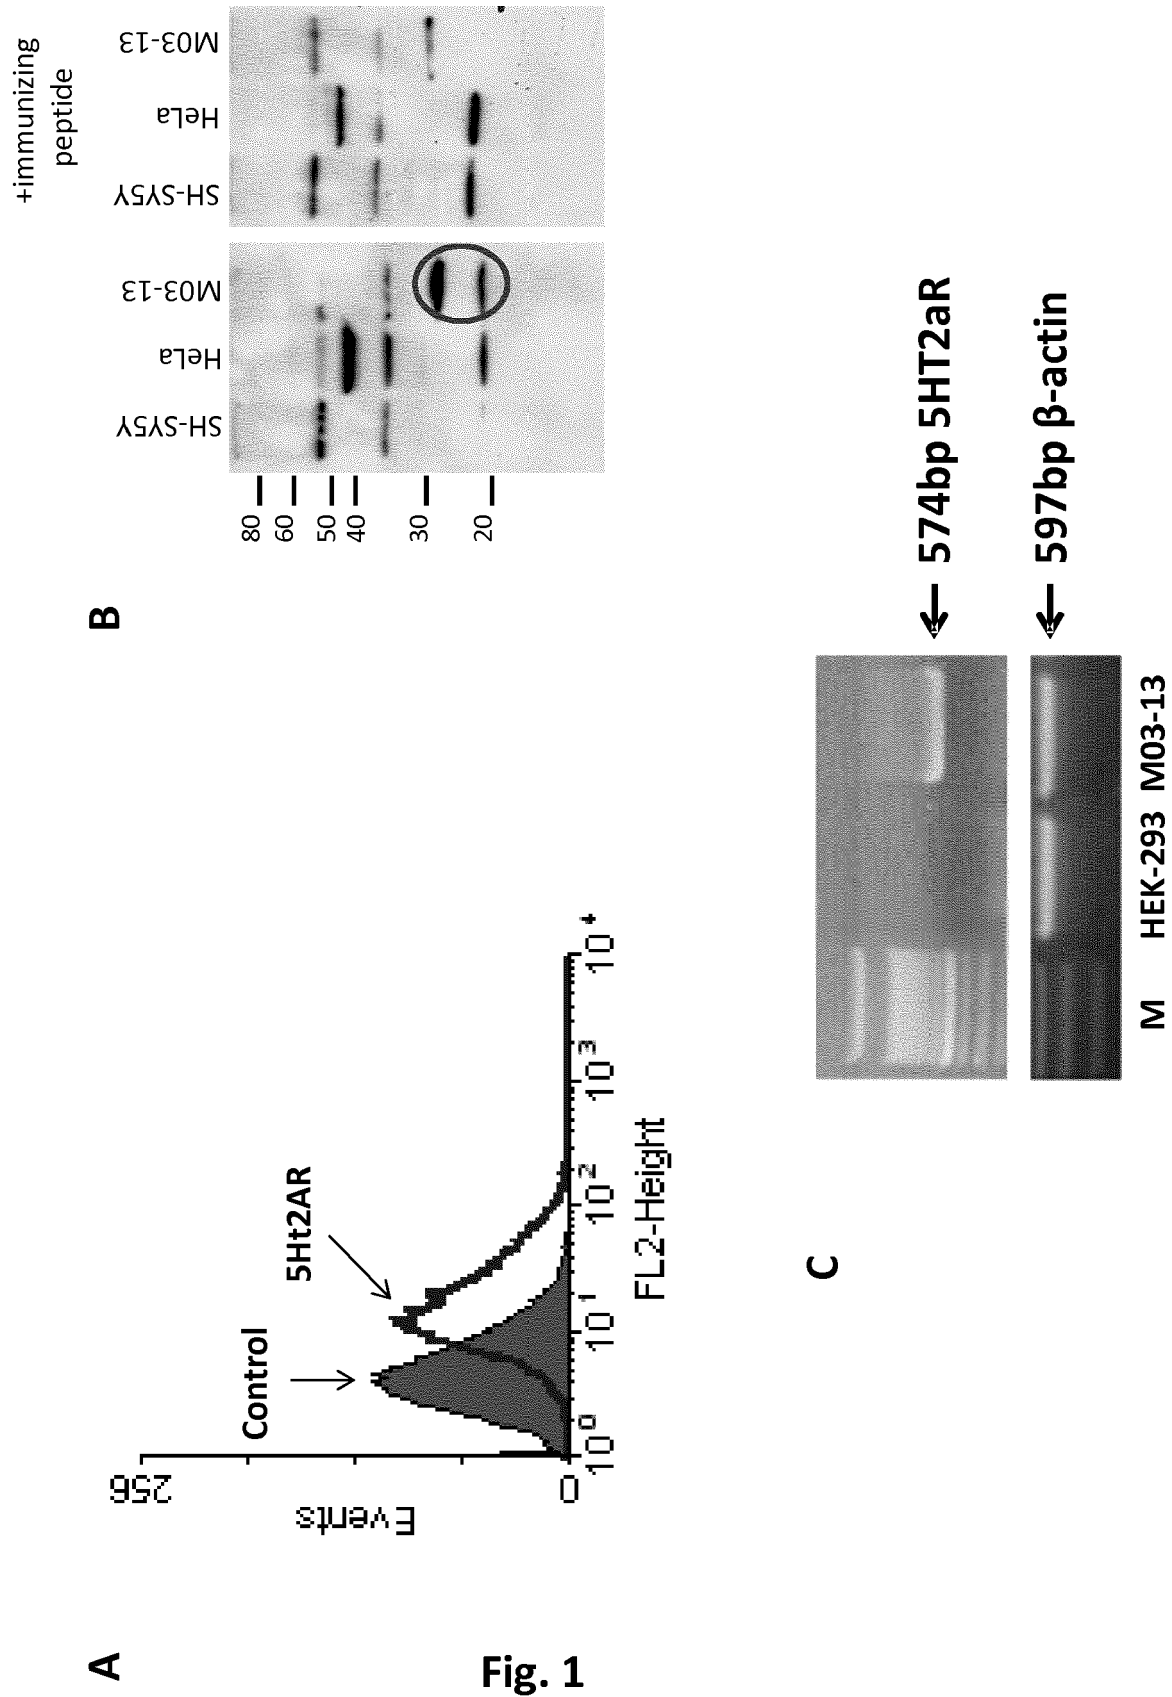 A
Control
5Ht2AR
256
Events
0
10⁰
10¹
10²
10³
10⁴
FL2-Height
B
+immunizing
peptide
SH-SY5Y
HeLa
M03-13
SH-SY5Y
HeLa
M03-13
80
60
50
40
30
20
C
574bp 5HT2aR
597bp β-actin
M HEK-293 M03-13
Fig. 1